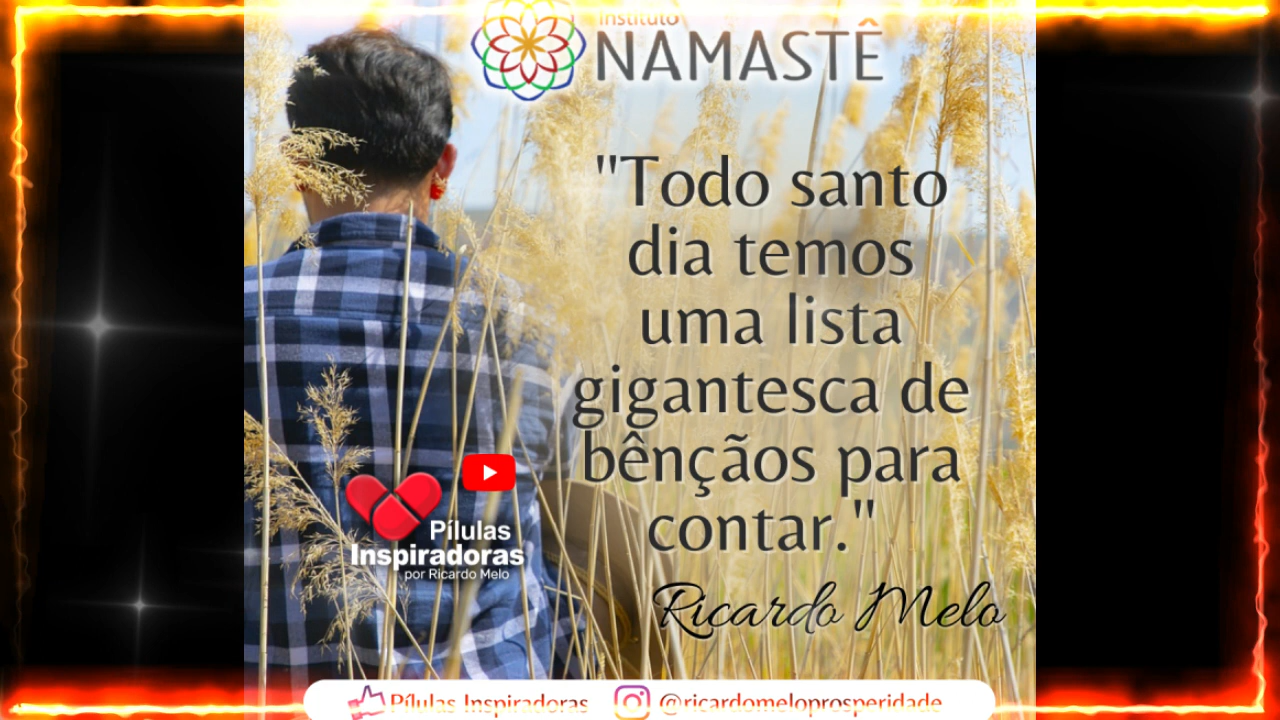 Instituto
NAMASTÊ
"Todo santo
dia temos
uma lista
gigantesca de
bênçãos para
contar."
Pílulas
Inspiradoras
por Ricardo Melo
Ricardo Melo
Pílulas Inspiradoras @ricardomeloprosperidade